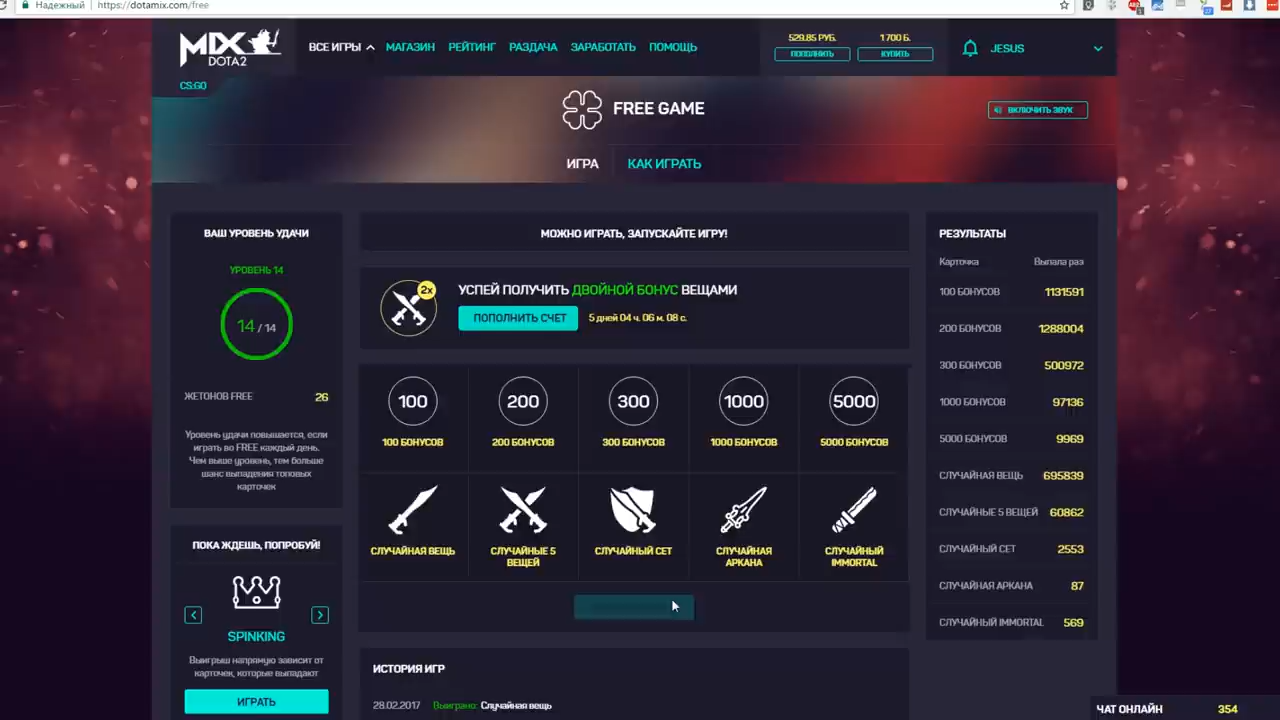 Надежный
https://dotamix.com/free
MIX
DOTA2
ВСЕ ИГРЫ
МАГАЗИН
РЕЙТИНГ
РАЗДАЧА
ЗАРАБОТАТЬ
ПОМОЩЬ
529.85 РУБ.
ПОПОЛНИТЬ
1 700 Б.
КУПИТЬ
JESUS
CS:GO
FREE GAME
ВКЛЮЧИТЬ ЗВУК
ИГРА
КАК ИГРАТЬ
ВАШ УРОВЕНЬ УДАЧИ
УРОВЕНЬ 14
14 / 14
ЖЕТОНОВ FREE 26
Уровень удачи повышается, если
играть во FREE каждый день.
Чем выше уровень, тем больше
шанс выпадения топовых
карточек
ПОКА ЖДЕШЬ, ПОПРОБУЙ!
SPINKING
Выигрыш напрямую зависит от
карточек, которые выпадают
ИГРАТЬ
МОЖНО ИГРАТЬ, ЗАПУСКАЙТЕ ИГРУ!
2x
УСПЕЙ ПОЛУЧИТЬ ДВОЙНОЙ БОНУС ВЕЩАМИ
ПОПОЛНИТЬ СЧЕТ
5 дней 04 ч. 06 м. 08 с.
100
200
300
1000
5000
100 БОНУСОВ
200 БОНУСОВ
300 БОНУСОВ
1000 БОНУСОВ
5000 БОНУСОВ
СЛУЧАЙНАЯ ВЕЩЬ
СЛУЧАЙНЫЕ 5
ВЕЩЕЙ
СЛУЧАЙНЫЙ СЕТ
СЛУЧАЙНАЯ
АРКАНА
СЛУЧАЙНЫЙ
IMMORTAL
ИСТОРИЯ ИГР
28.02.2017 Выиграно: Случайная вещь
РЕЗУЛЬТАТЫ
Карточка Выпала раз
100 БОНУСОВ 1131591
200 БОНУСОВ 1288004
300 БОНУСОВ 500972
1000 БОНУСОВ 97136
5000 БОНУСОВ 9969
СЛУЧАЙНАЯ ВЕЩЬ 695839
СЛУЧАЙНЫЕ 5 ВЕЩЕЙ 60862
СЛУЧАЙНЫЙ СЕТ 2553
СЛУЧАЙНАЯ АРКАНА 87
СЛУЧАЙНЫЙ IMMORTAL 569
ЧАТ ОНЛАЙН 354